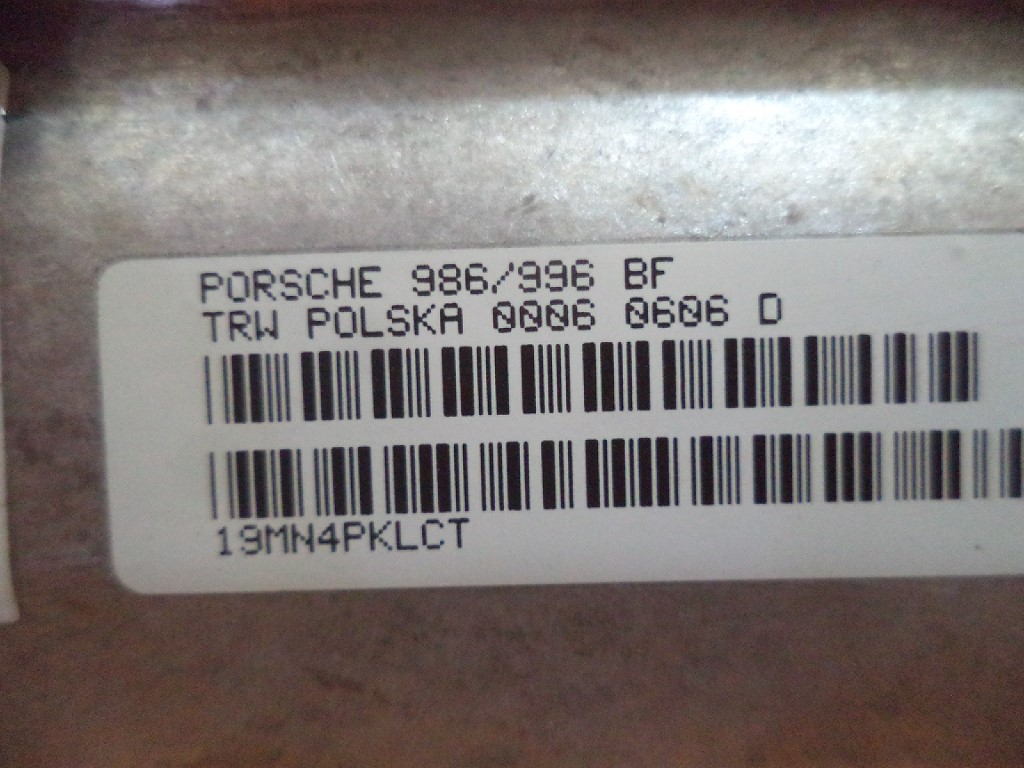 PORSCHE 986/996 BF
TRW POLSKA 0006 0606 D
19MN4PKLCT